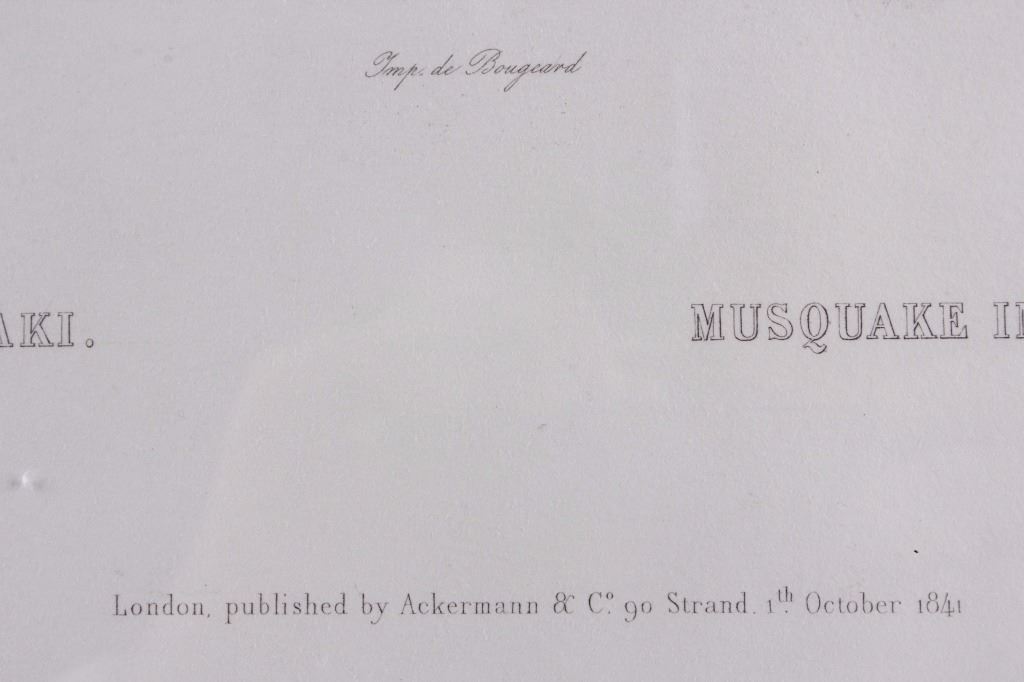 Imp. de Bougeard
AKI. MUSQUAKE
London, published by Ackermann & Cº. 90 Strand. 1th. October 1841